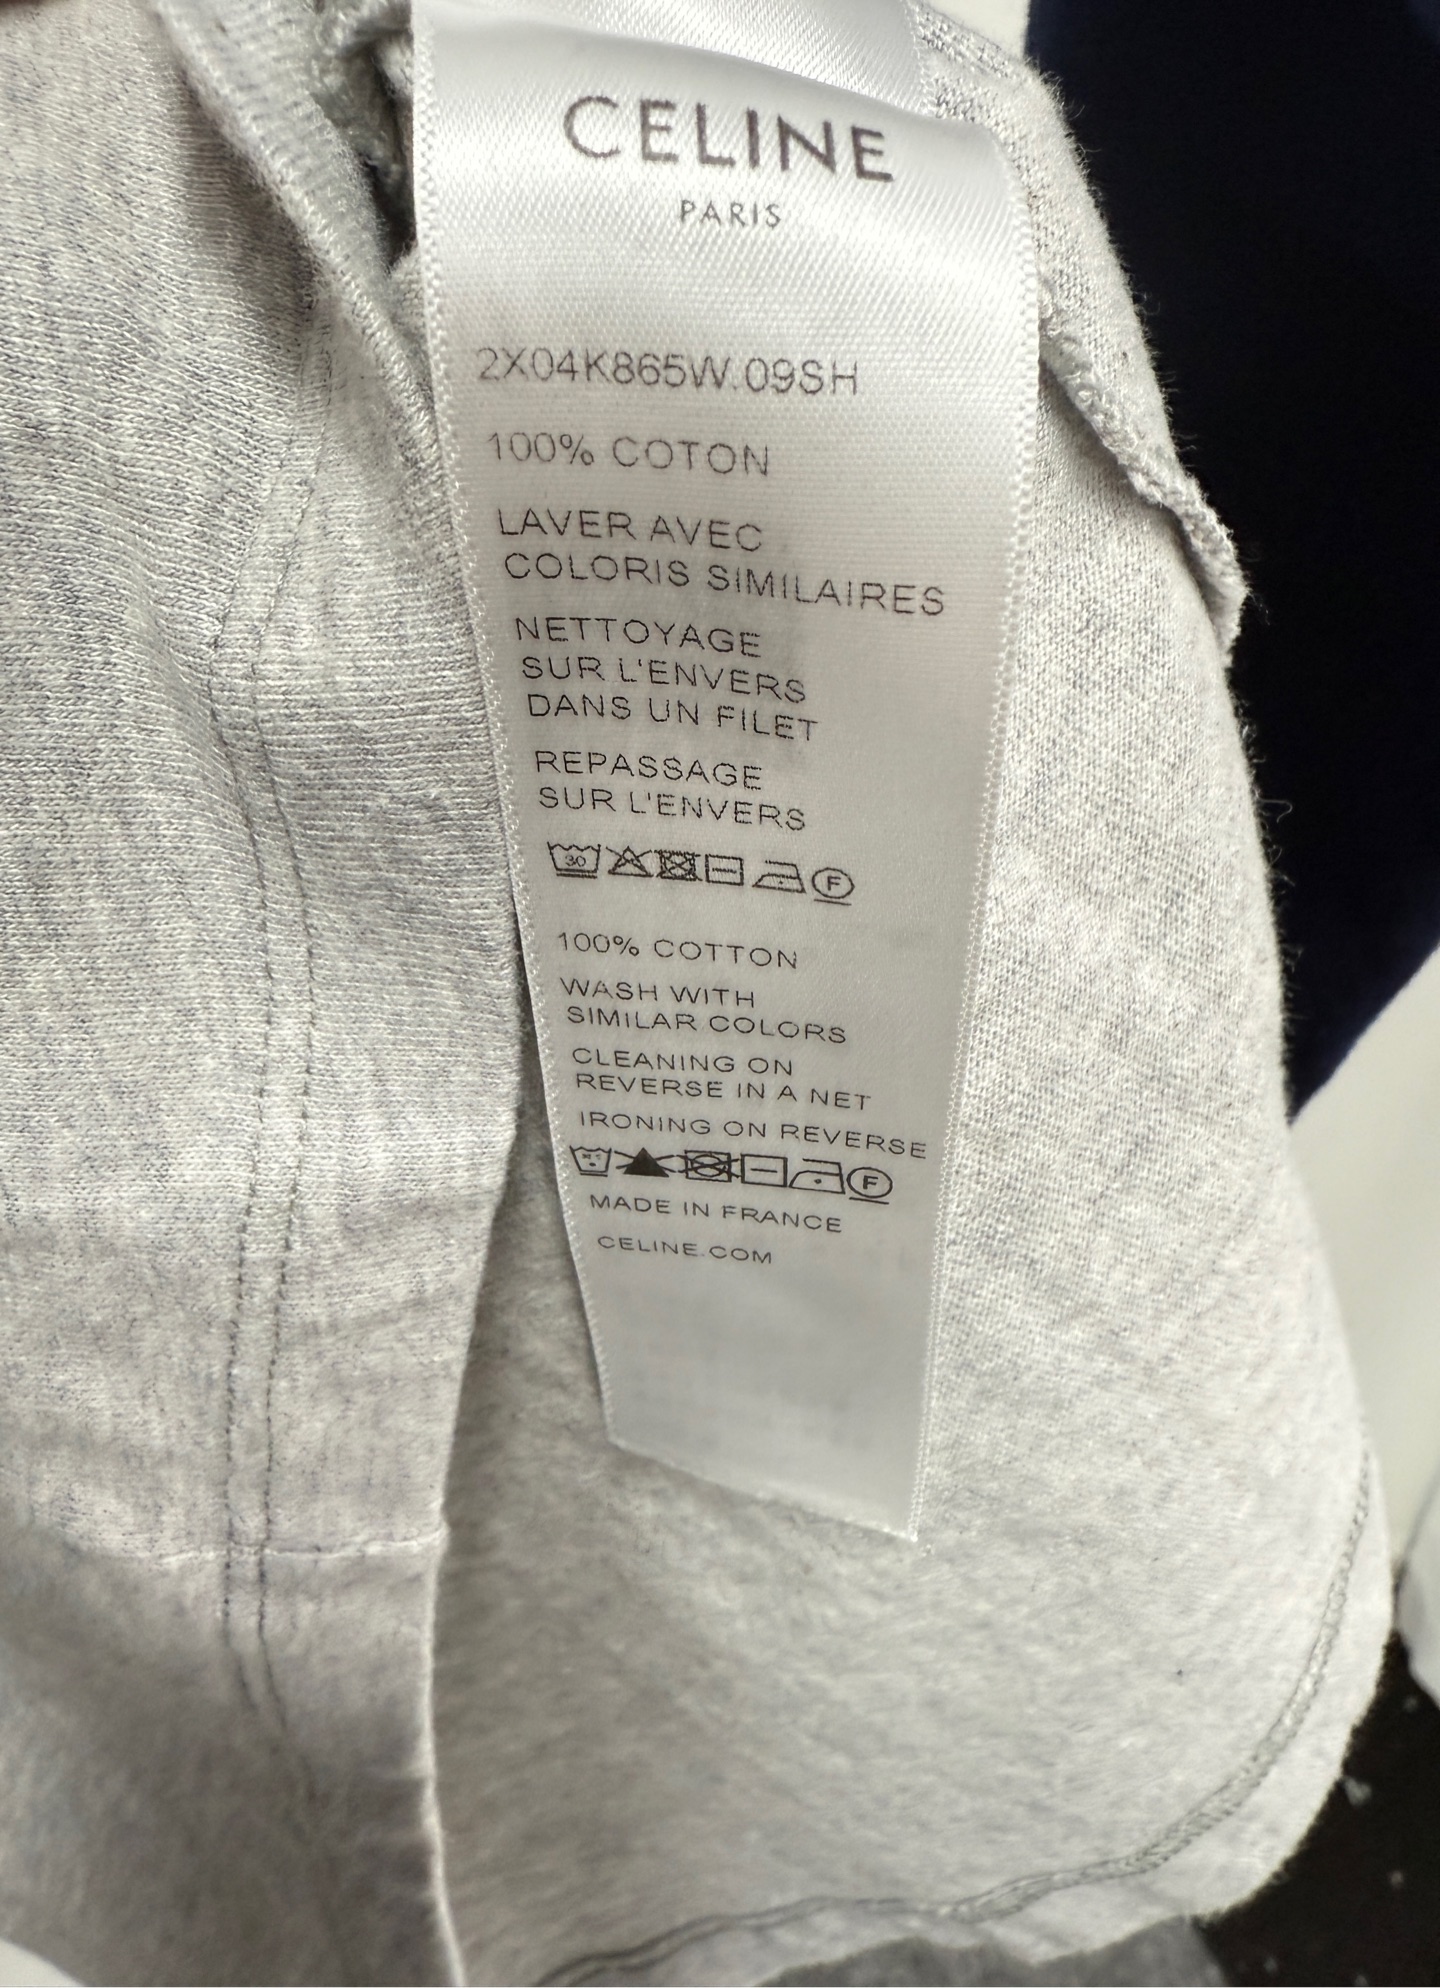 CELINE
PARIS
2X04K865W.09SH
100% COTON
LAVER AVEC
COLORIS SIMILAIRES
NETTOYAGE
SUR L'ENVERS
DANS UN FILET
REPASSAGE
SUR L'ENVERS
30
F
100% COTTON
WASH WITH
SIMILAR COLORS
CLEANING ON
REVERSE IN A NET
IRONING ON REVERSE
F
MADE IN FRANCE
CELINE.COM